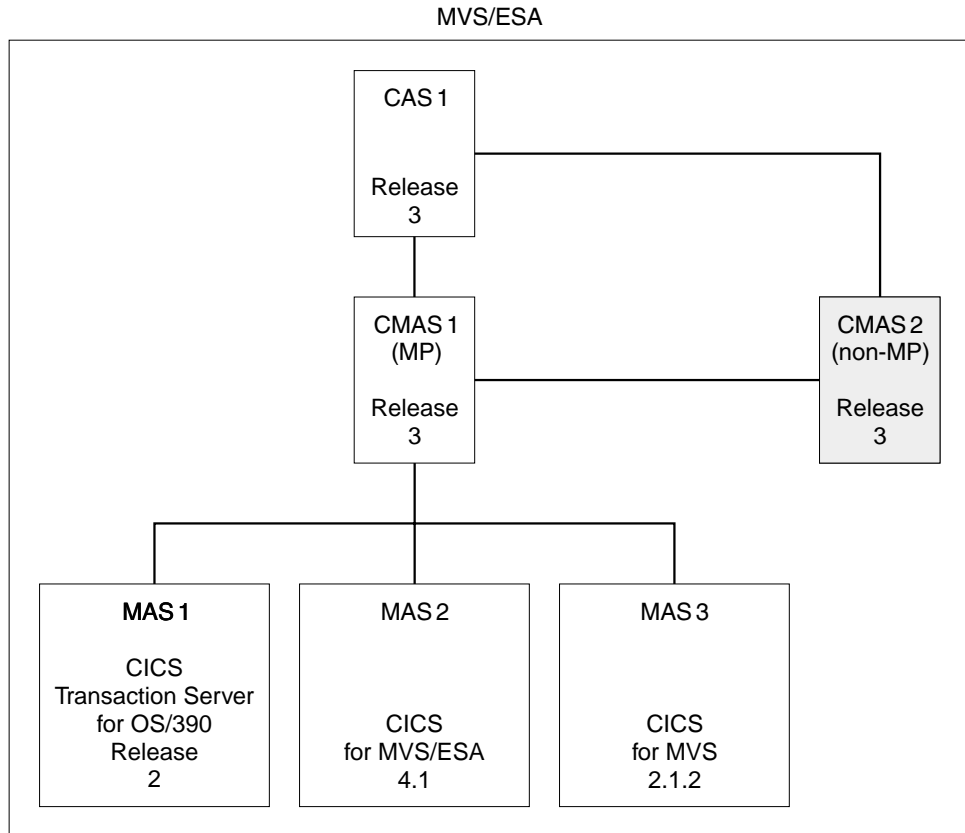 MVS/ESA
CAS 1
Release
3
CMAS 1
(MP)
Release
3
CMAS 2
(non-MP)
Release
3
MAS 1
CICS
Transaction Server
for OS/390
Release
2
MAS 2
CICS
for MVS/ESA
4.1
MAS 3
CICS
for MVS
2.1.2